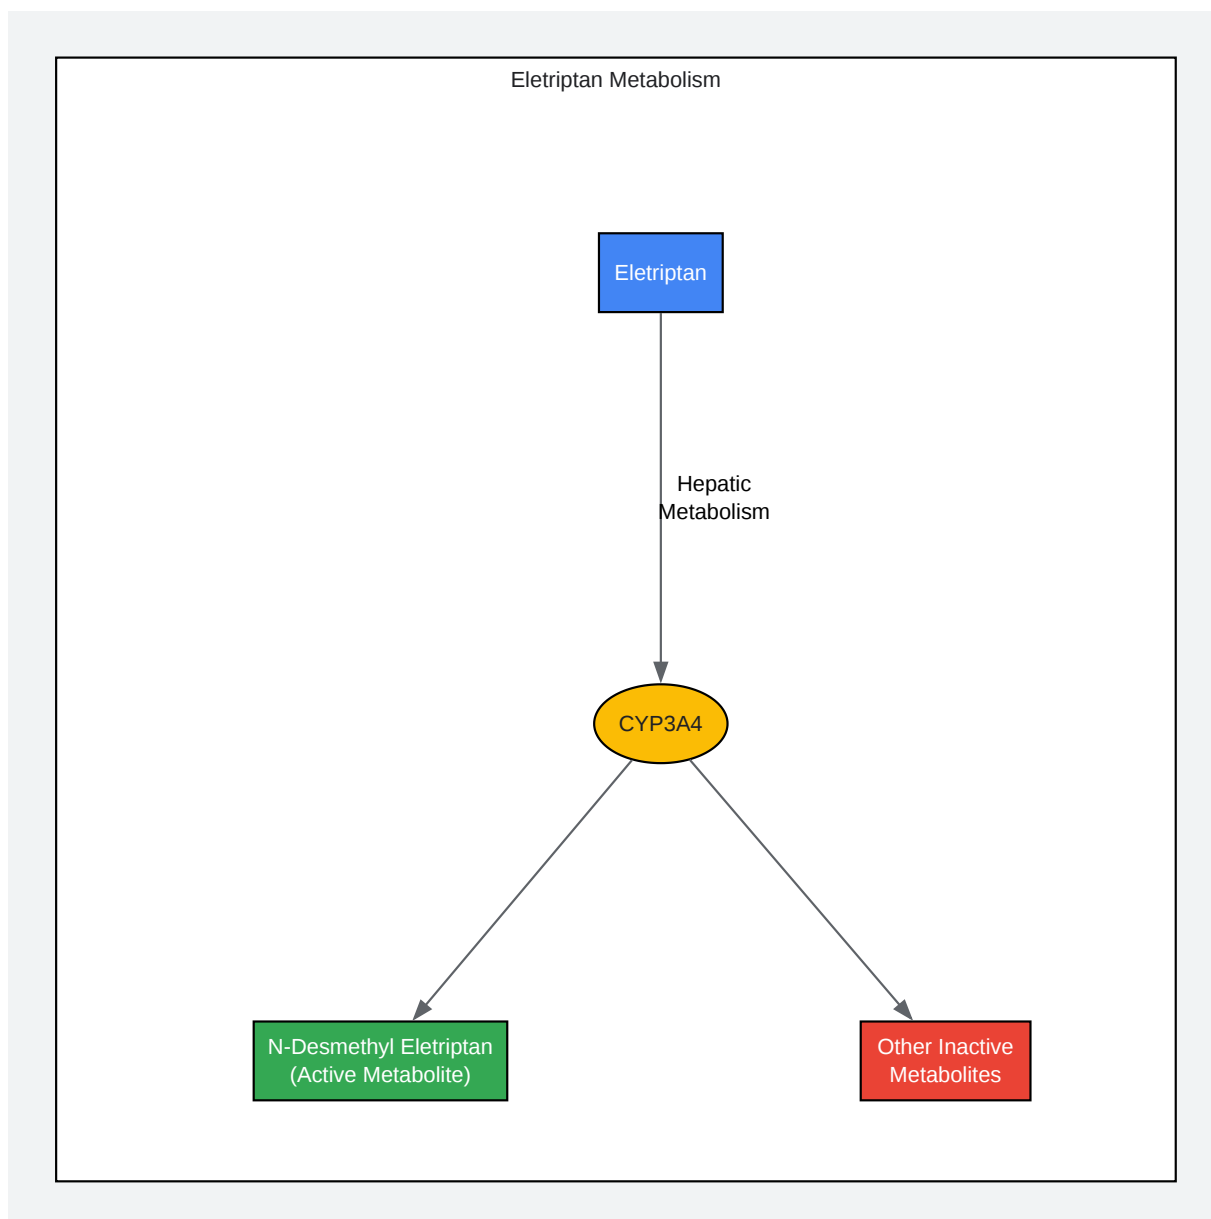 Eletriptan Metabolism
Eletriptan
Hepatic
Metabolism
CYP3A4
N-Desmethyl Eletriptan
(Active Metabolite)
Other Inactive
Metabolites